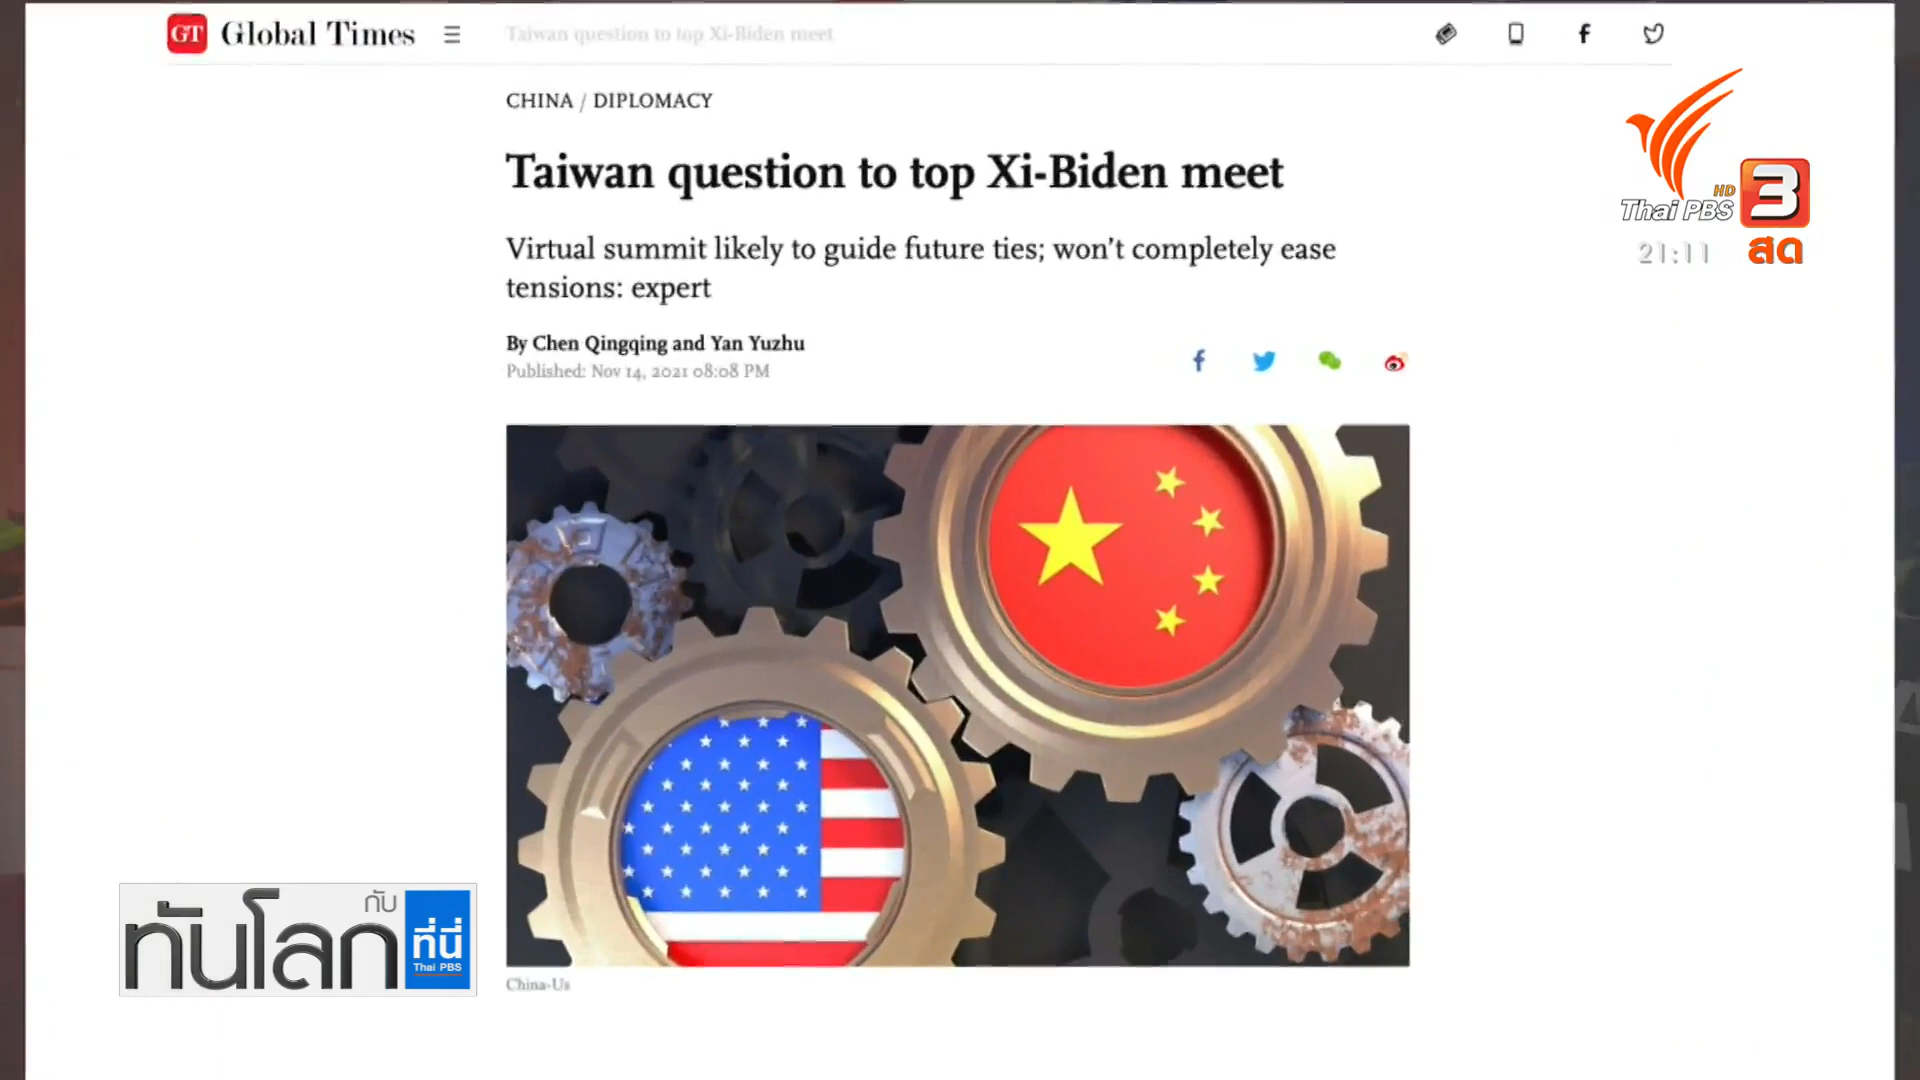 GT Global Times
Taiwan question to top Xi-Biden meet
CHINA / DIPLOMACY
Taiwan question to top Xi-Biden meet
Virtual summit likely to guide future ties; won't completely ease
tensions: expert
By Chen Qingqing and Yan Yuzhu
Published: Nov 14, 2021 08:08 PM
China-Us
HD
Thai PBS 3
21:11 สด
ทันโลก กับ ที่นี่
Thai PBS